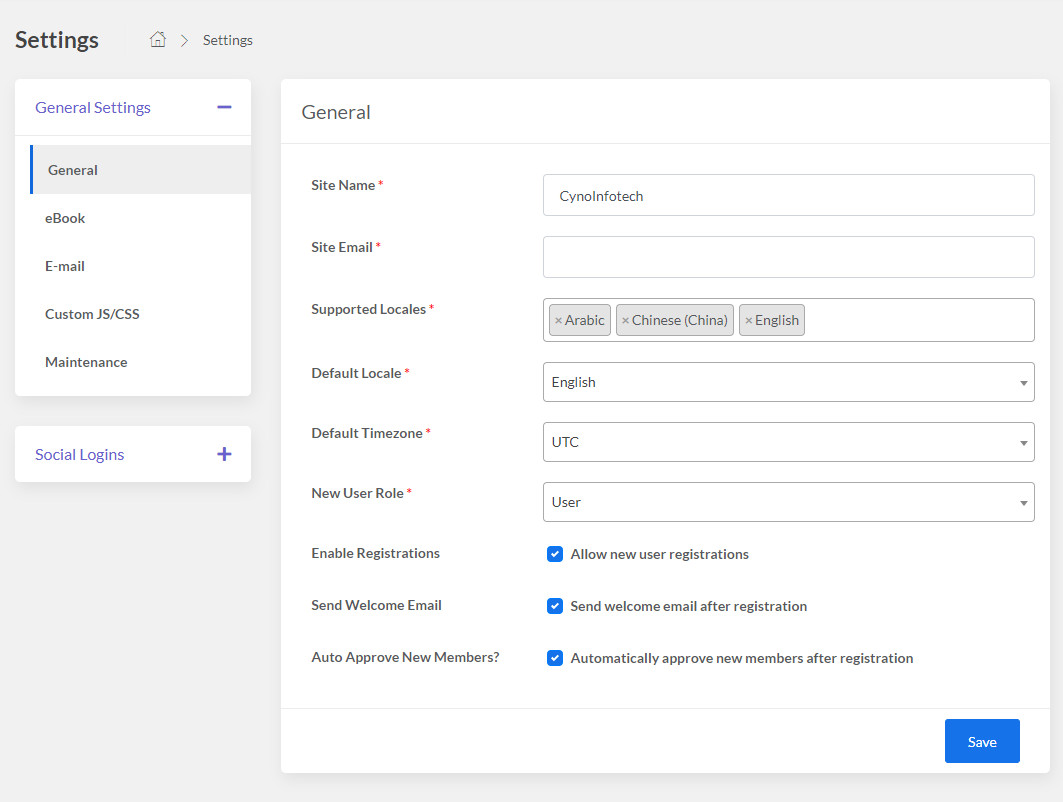 Settings
Settings
General Settings
General
eBook
E-mail
Custom JS/CSS
Maintenance
Social Logins
General
Site Name *
CynoInfotech
Site Email *
Supported Locales *
× Arabic × Chinese (China) × English
Default Locale *
English
Default Timezone *
UTC
New User Role *
User
Enable Registrations
Allow new user registrations
Send Welcome Email
Send welcome email after registration
Auto Approve New Members?
Automatically approve new members after registration
Save